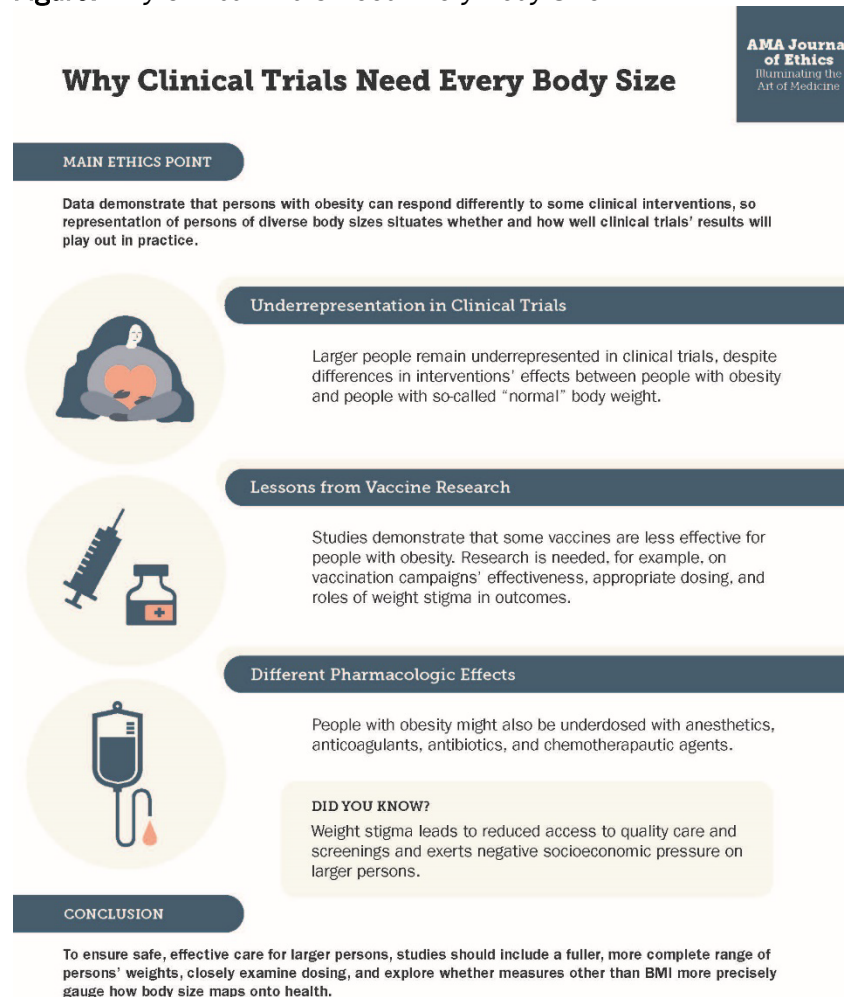 Why Clinical Trials Need Every Body Size
AMA Journa
of Ethics
Illuminating the
Art of Medicine
MAIN ETHICS POINT
Data demonstrate that persons with obesity can respond differently to some clinical interventions, so
representation of persons of diverse body sizes situates whether and how well clinical trials' results will
play out in practice.
Underrepresentation in Clinical Trials
Larger people remain underrepresented in clinical trials, despite
differences in interventions' effects between people with obesity
and people with so-called “normal” body weight.
Lessons from Vaccine Research
Studies demonstrate that some vaccines are less effective for
people with obesity. Research is needed, for example, on
vaccination campaigns' effectiveness, appropriate dosing, and
roles of weight stigma in outcomes.
Different Pharmacologic Effects
People with obesity might also be underdosed with anesthetics,
anticoagulants, antibiotics, and chemotherapautic agents.
DID YOU KNOW?
Weight stigma leads to reduced access to quality care and
screenings and exerts negative socioeconomic pressure on
larger persons.
CONCLUSION
To ensure safe, effective care for larger persons, studies should include a fuller, more complete range of
persons' weights, closely examine dosing, and explore whether measures other than BMI more precisely
gauge how body size maps onto health.